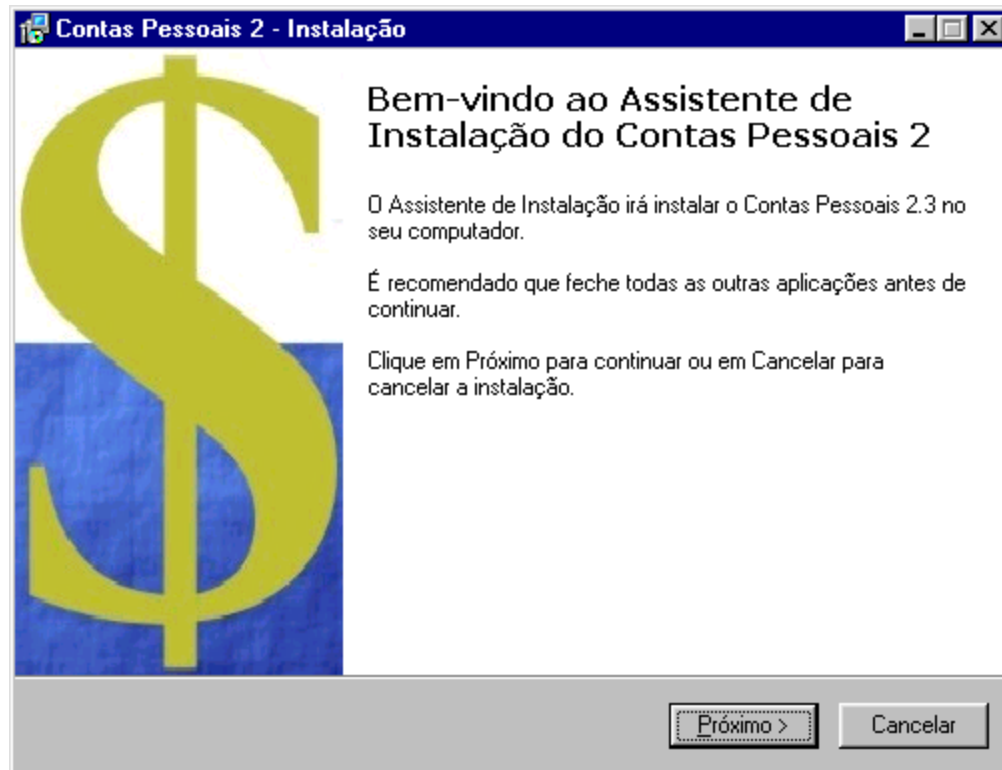 Contas Pessoais 2 - Instalação
Bem-vindo ao Assistente de
Instalação do Contas Pessoais 2
O Assistente de Instalação irá instalar o Contas Pessoais 2.3 no
seu computador.
É recomendado que feche todas as outras aplicações antes de
continuar.
Clique em Próximo para continuar ou em Cancelar para
cancelar a instalação.
Próximo > Cancelar